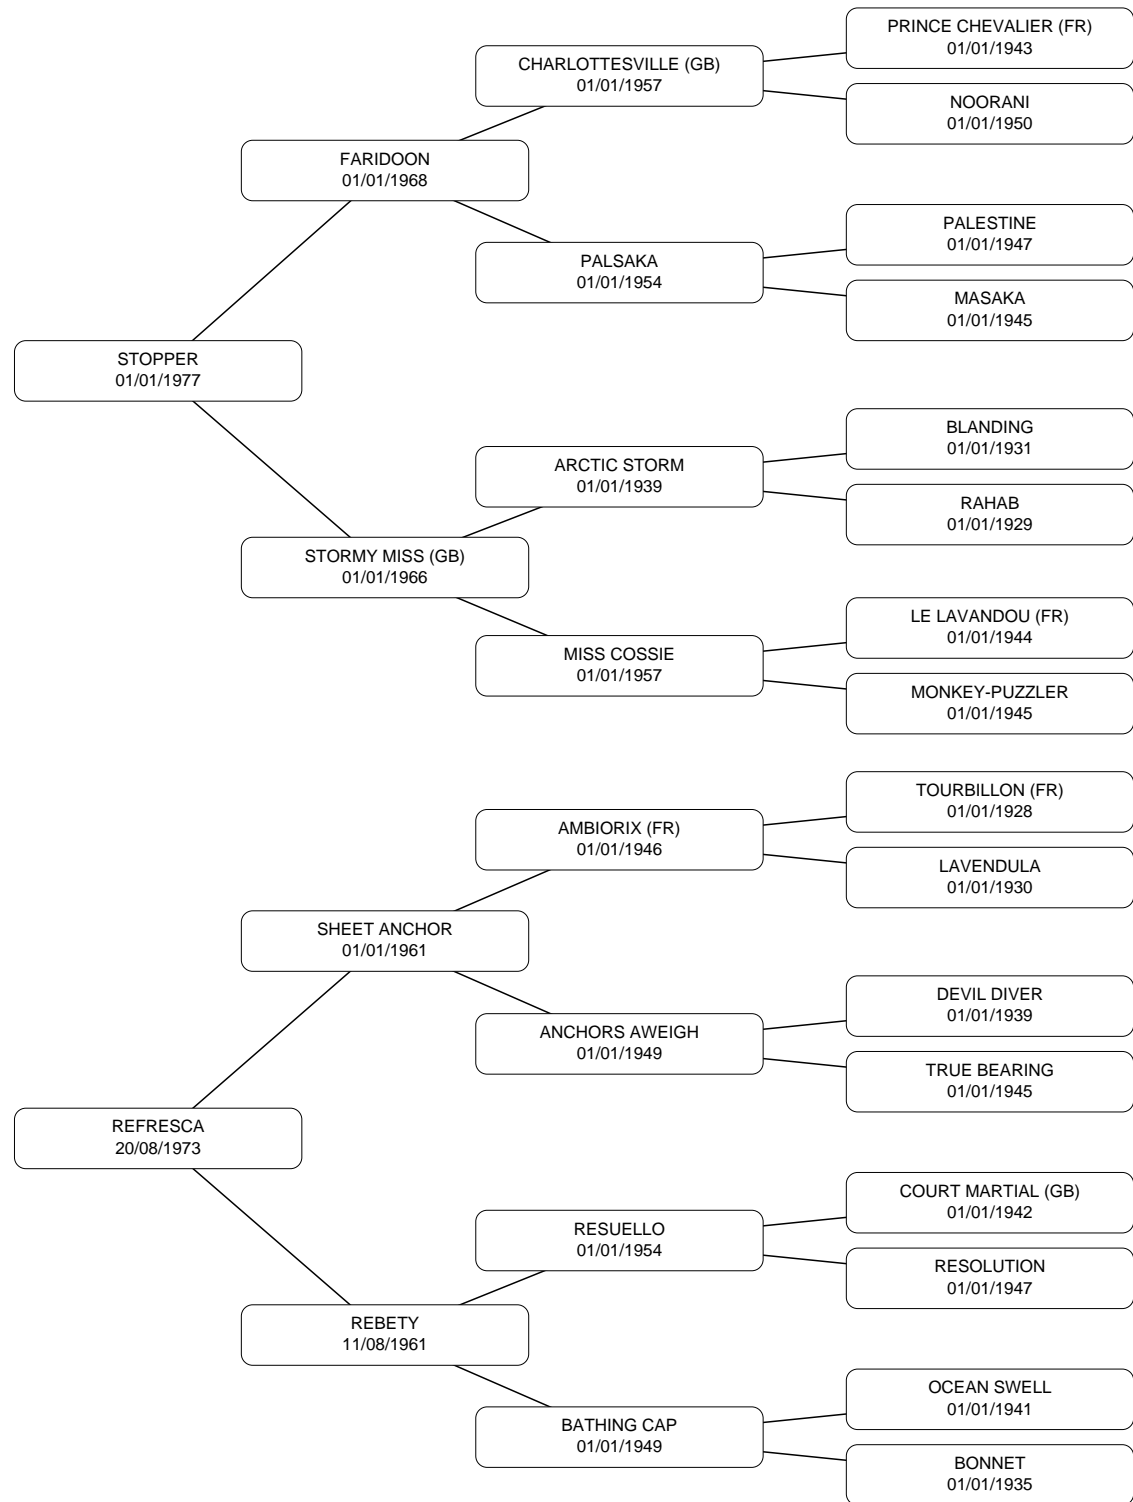 PRINCE CHEVALIER (FR)
01/01/1943
CHARLOTTESVILLE (GB)
01/01/1957
NOORANI
01/01/1950
FARIDOON
01/01/1968
PALESTINE
01/01/1947
PALSAKA
01/01/1954
MASAKA
01/01/1945
STOPPER
01/01/1977
BLANDING
01/01/1931
ARCTIC STORM
01/01/1939
RAHAB
01/01/1929
STORMY MISS (GB)
01/01/1966
LE LAVANDOU (FR)
01/01/1944
MISS COSSIE
01/01/1957
MONKEY-PUZZLER
01/01/1945
TOURBILLON (FR)
01/01/1928
AMBIORIX (FR)
01/01/1946
LAVENDULA
01/01/1930
SHEET ANCHOR
01/01/1961
DEVIL DIVER
01/01/1939
ANCHORS AWEIGH
01/01/1949
TRUE BEARING
01/01/1945
REFRESCA
20/08/1973
COURT MARTIAL (GB)
01/01/1942
RESUELLO
01/01/1954
RESOLUTION
01/01/1947
REBETY
11/08/1961
OCEAN SWELL
01/01/1941
BATHING CAP
01/01/1949
BONNET
01/01/1935